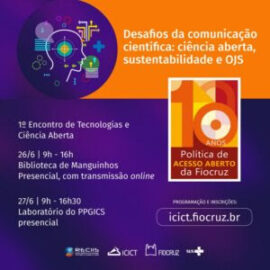 Desafios da comunicação
científica: ciência aberta,
sustentabilidade e OJS
1º Encontro de Tecnologias e
Ciência Aberta
26/6 | 9h - 16h
Biblioteca de Manguinhos
Presencial, com transmissão online
27/6 | 9h - 16h30
Laboratório do PPGICS
presencial
10
ANOS
Política de
ACESSO ABERTO
da Fiocruz
PROGRAMAÇÃO E INSCRIÇÕES:
icict.fiocruz.br
RECIIS
ICICT
FIOCRUZ
SUS